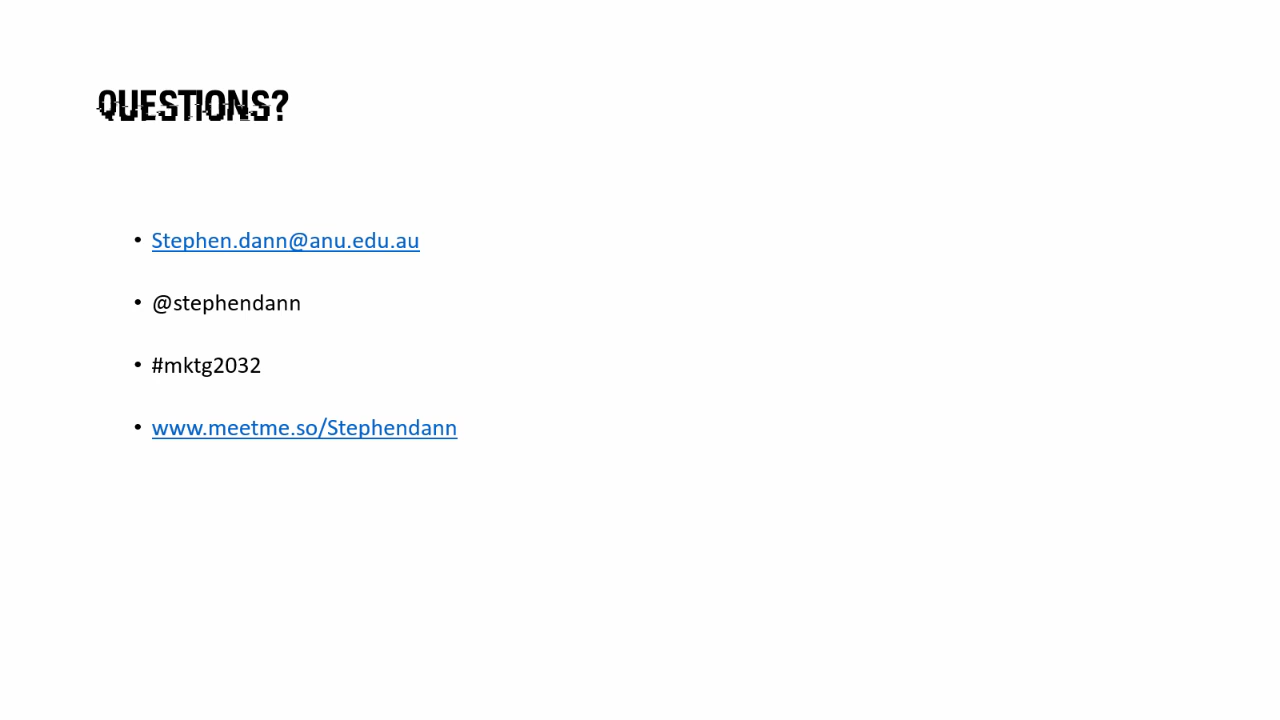 QUESTIONS?
• Stephen.dann@anu.edu.au
• @stephendann
• #mktg2032
• www.meetme.so/Stephendann